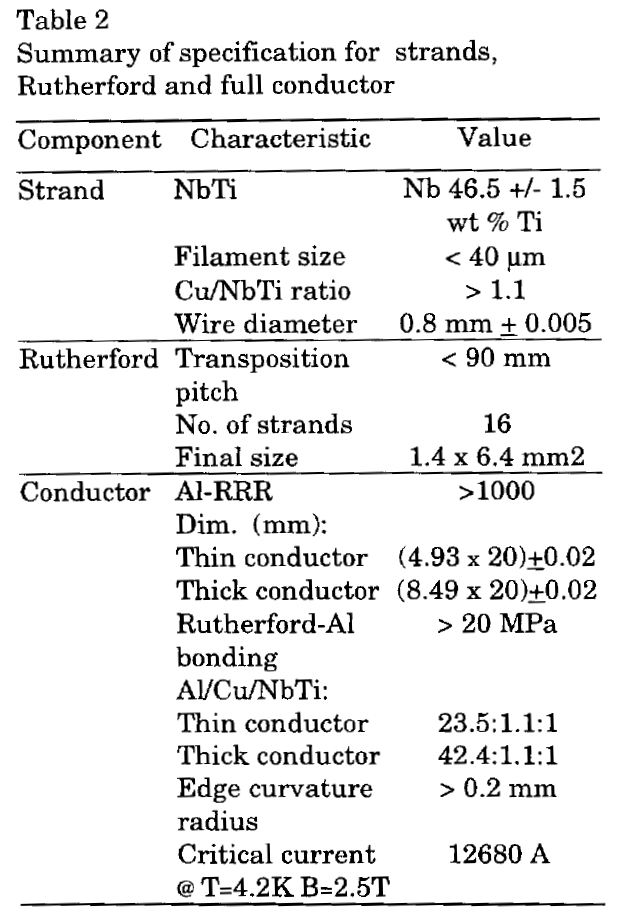 Table 2
Summary of specification for strands,
Rutherford and full conductor
Component Characteristic Value
Strand NbTi Nb 46.5 +/- 1.5
wt % Ti
Filament size < 40 µm
Cu/NbTi ratio > 1.1
Wire diameter 0.8 mm ± 0.005
Rutherford Transposition < 90 mm
pitch
No. of strands 16
Final size 1.4 x 6.4 mm2
Conductor Al-RRR >1000
Dim. (mm):
Thin conductor (4.93 x 20)±0.02
Thick conductor (8.49 x 20)±0.02
Rutherford-Al > 20 MPa
bonding
Al/Cu/NbTi:
Thin conductor 23.5:1.1:1
Thick conductor 42.4:1.1:1
Edge curvature > 0.2 mm
radius
Critical current 12680 A
@ T=4.2K B=2.5T